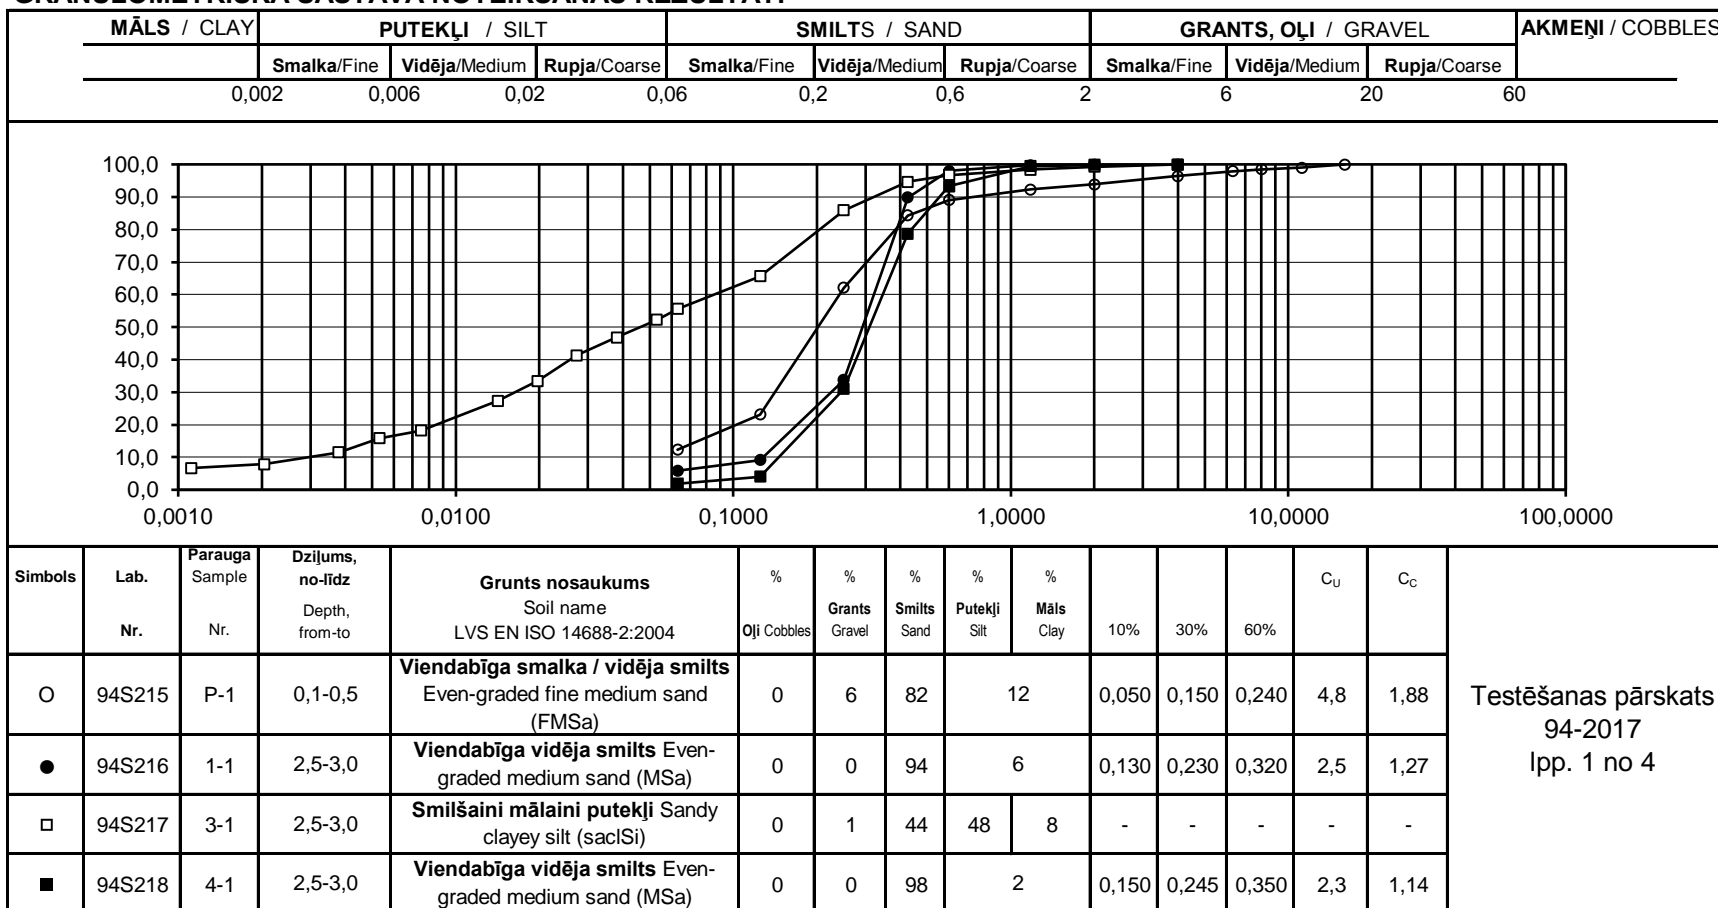 MĀLS / CLAY PUTEKĻI / SILT SMILTS / SAND GRANTS, OĻI / GRAVEL AKMEŅI / COBBLES
Smalka/Fine Vidēja/Medium Rupja/Coarse Smalka/Fine Vidēja/Medium Rupja/Coarse Smalka/Fine Vidēja/Medium Rupja/Coarse
0,002 0,006 0,02 0,06 0,2 0,6 2 6 20 60
100,0
90,0
80,0
70,0
60,0
50,0
40,0
30,0
20,0
10,0
0,0
0,0010 0,0100 0,1000 1,0000 10,0000 100,0000
Simbols
Lab.
Nr.
Parauga
Sample
Nr.
Dziļums,
no-līdz
Depth,
from-to
Grunts nosaukums
Soil name
LVS EN ISO 14688-2:2004
%
Oļi Cobbles
%
Grants
Gravel
%
Smilts
Sand
%
Putekļi
Silt
%
Māls
Clay
10%
30%
60%
CU
CC
94S215 P-1 0,1-0,5
Viendabīga smalka / vidēja smilts
Even-graded fine medium sand
(FMSa)
0 6 82 12 0,050 0,150 0,240 4,8 1,88
94S216 1-1 2,5-3,0
Viendabīga vidēja smilts Even-
graded medium sand (MSa)
0 0 94 6 0,130 0,230 0,320 2,5 1,27
94S217 3-1 2,5-3,0
Smilšaini mālaini putekļi Sandy
clayey silt (saclSi)
0 1 44 48 8 - - - - -
94S218 4-1 2,5-3,0
Viendabīga vidēja smilts Even-
graded medium sand (MSa)
0 0 98 2 0,150 0,245 0,350 2,3 1,14
Testēšanas pārskats
94-2017
lpp. 1 no 4